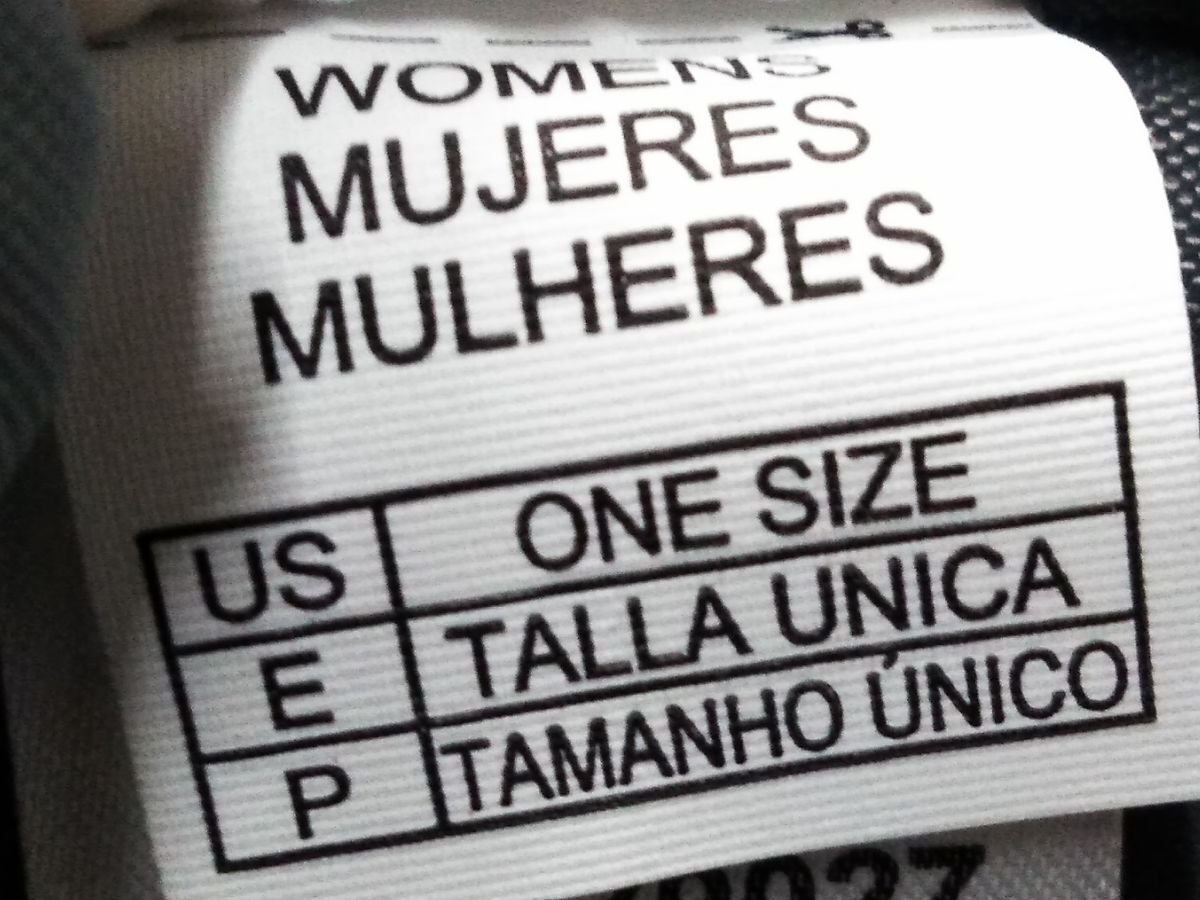 WOMENS
MUJERES
MULHERES
US ONE SIZE
E TALLA UNICA
P TAMANHO ÚNICO